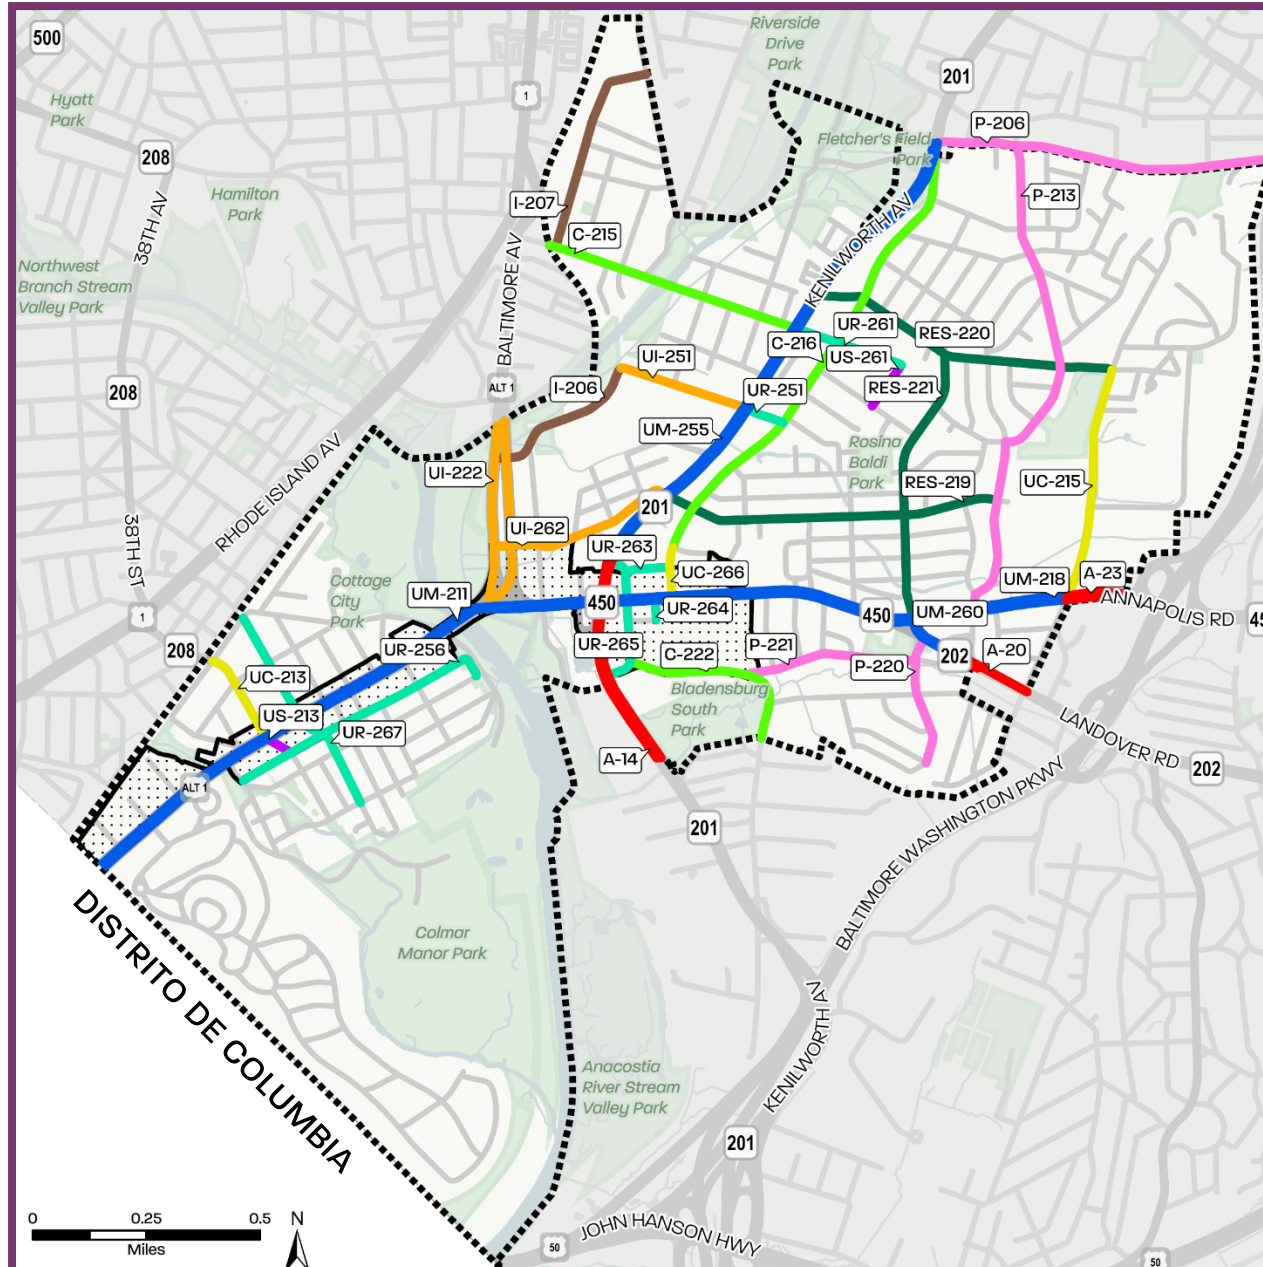 500
Riverside
Drive
Park
201
1
Hyatt
Park
P-206
Fletcher's Field
Park
208
Hamilton
Park
38TH AV
P-213
I-207
C-215
KENILWORTH AV
Northwest
Branch Stream
Valley Park
BALTIMORE AV
UR-261
RES-220
C-216
US-261
UI-251
ALT 1
I-206
UR-251
RES-221
208
UM-255
RHODE ISLAND AV
Rosina
Baldi
Park
UI-222
RES-219
UC-215
201
UI-262
38TH ST
UR-263
UC-266
UM-218
A-23
Cottage
City
Park
UM-211
450
UR-264
450
UM-260
ANNAPOLIS RD
45
1
208
UR-256
UR-265
C-222
P-221
P-220
202
A-20
UC-213
Bladensburg
South
Park
US-213
UR-267
LANDOVER RD
A-14
202
ALT 1
201
BALTIMORE WASHINGTON PKWY
DISTRITO DE COLUMBIA
Colmar
Manor Park
KENILWORTH AV
Anacostia
River Stream
Valley Park
201
0
0.25
0.5
Miles
N
50
JOHN HANSON HWY
50